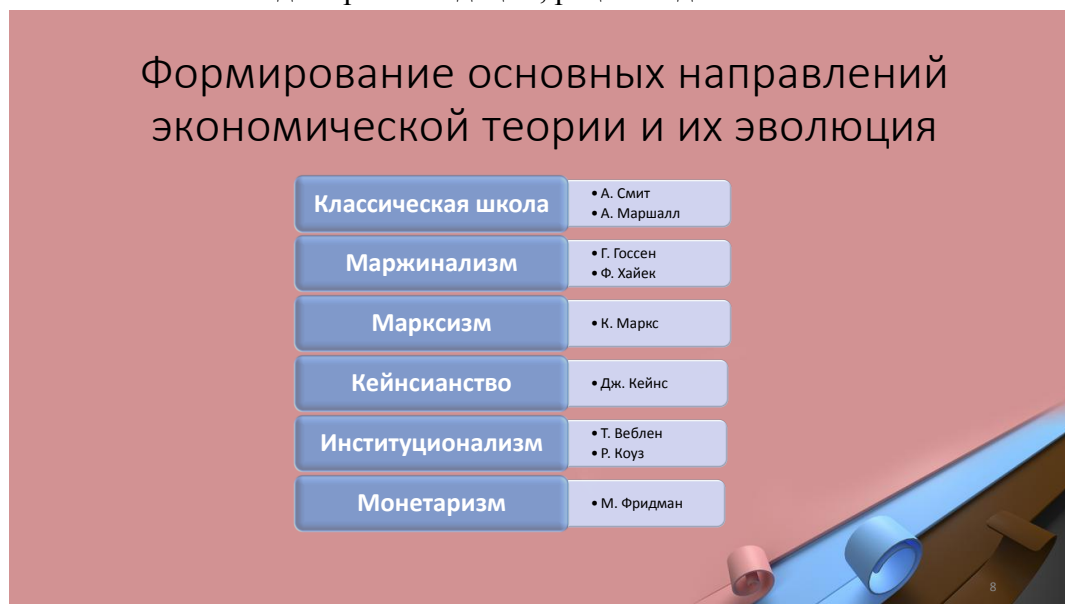 Формирование основных направлений
экономической теории и их эволюция
Классическая школа
• А. Смит
• А. Маршалл
Маржинализм
• Г. Госсен
• Ф. Хайек
Марксизм
• К. Маркс
Кейнсианство
• Дж. Кейнс
Институционализм
• Т. Веблен
• Р. Коуз
Монетаризм
• М. Фридман
8